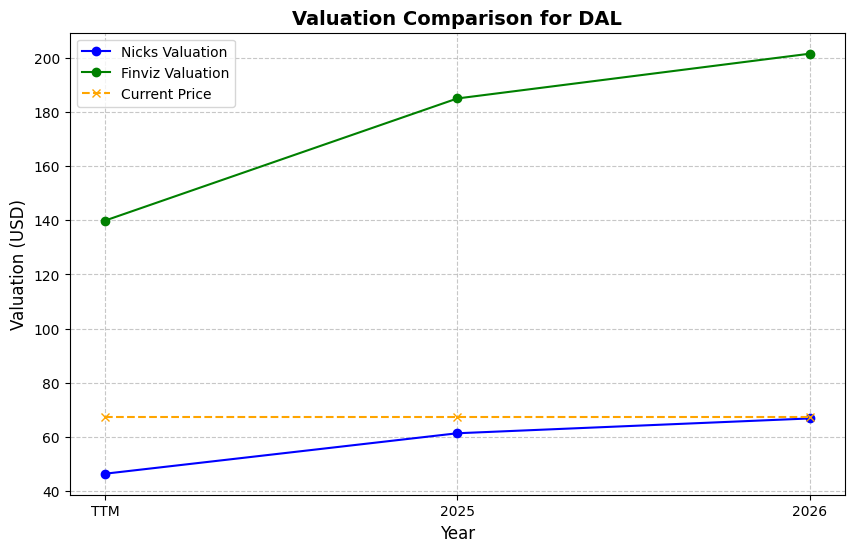 Valuation Comparison for DAL
Nicks Valuation
Finviz Valuation
Current Price
Valuation (USD)
200
180
160
140
120
100
80
60
40
TTM
2025
2026
Year